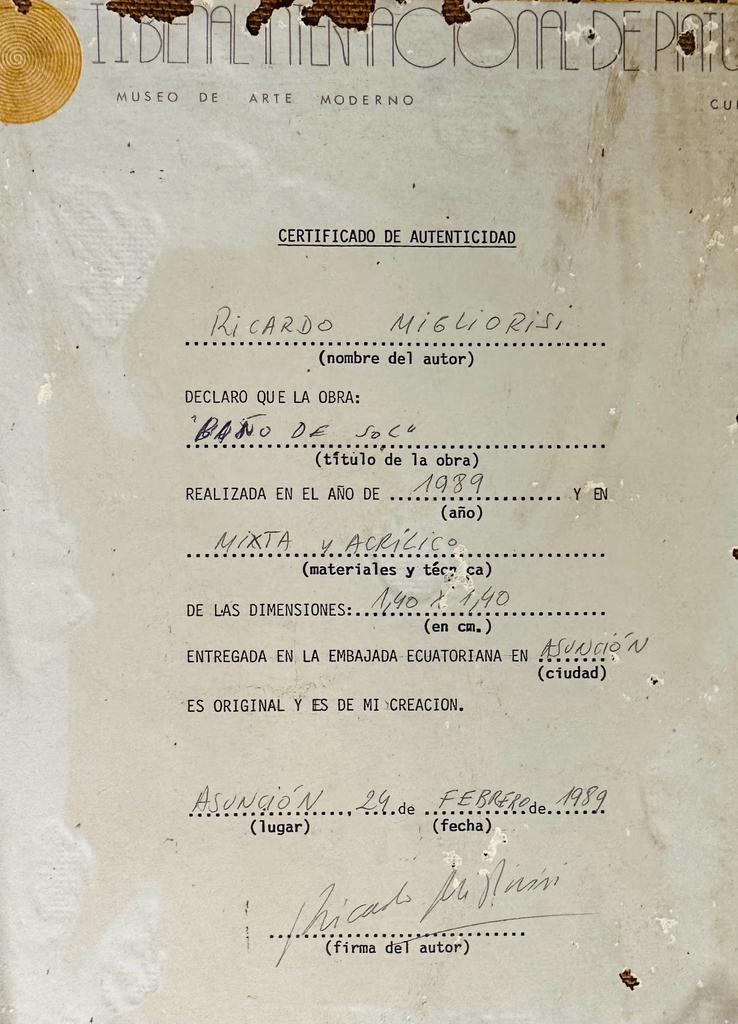 II BIENAL INTERNACIONAL DE PINTU
MUSEO DE ARTE MODERNO CU
CERTIFICADO DE AUTENTICIDAD
RICARDO MIGLIORISI
(nombre del autor)
DECLARO QUE LA OBRA:
"BAÑO DE SOL"
(título de la obra)
REALIZADA EN EL AÑO DE 1989 Y EN
(año)
MIXTA y ACRÍLICO
(materiales y técnica)
DE LAS DIMENSIONES: 1,40 X 1,40
(en cm.)
ENTREGADA EN LA EMBAJADA ECUATORIANA EN ASUNCIÓN
(ciudad)
ES ORIGINAL Y ES DE MI CREACION.
ASUNCIÓN, 24 de FEBRERO de 1989
(lugar) (fecha)
Ricardo Migliorisi
(firma del autor)